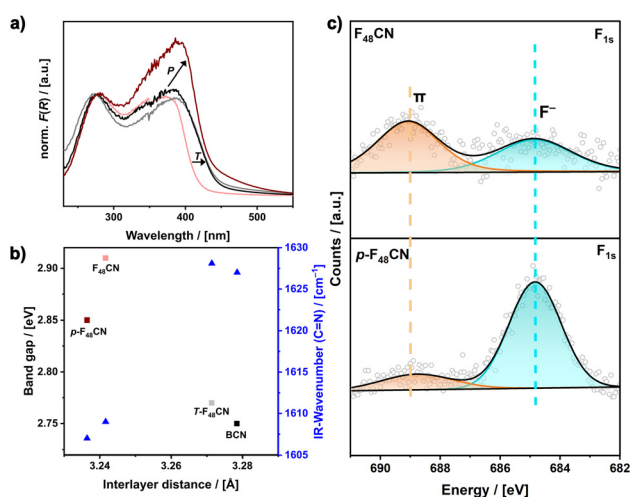 a)
norm. F(R) / [a.u.]
P
T
300 400 500
Wavelength / [nm]
b)
Band gap / [eV]
2.90
2.85
2.80
2.75
F₄₈CN
p-F₄₈CN
T-F₄₈CN
BCN
3.24 3.26 3.28
Interlayer distance / [Å]
1630
1625
1620
1615
1610
1605
IR-Wavenumber (C=N) / [cm⁻¹]
c)
F₄₈CN F₁ₛ
π
F⁻
p-F₄₈CN F₁ₛ
Counts / [a.u.]
690 688 686 684 682
Energy / [eV]